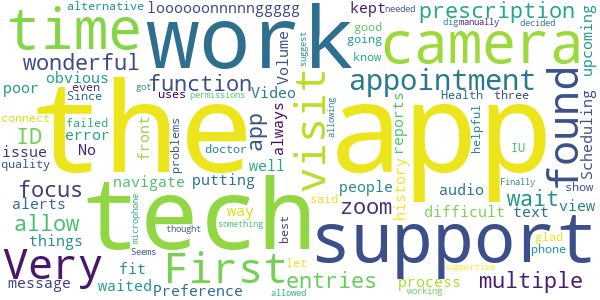 alternative loooooonnnnnggggg kept needed dig manually decided
time work camera prescription
good going know upcoming
wonderful Volume
obvious function appointment found Scheduling
poor Since even got uses permissions Video visit allowing suggest
the app
connect failed error No front problems doctor app always history reports Health three helpful IU
ID quality issue tech well
navigate putting people audio show
focus microphone way best said zoom wait view
alerts allow difficult text Finally
things something support glad phone
Very First entries process multiple
message waited fit Seems thought Preference let allowed supportive working